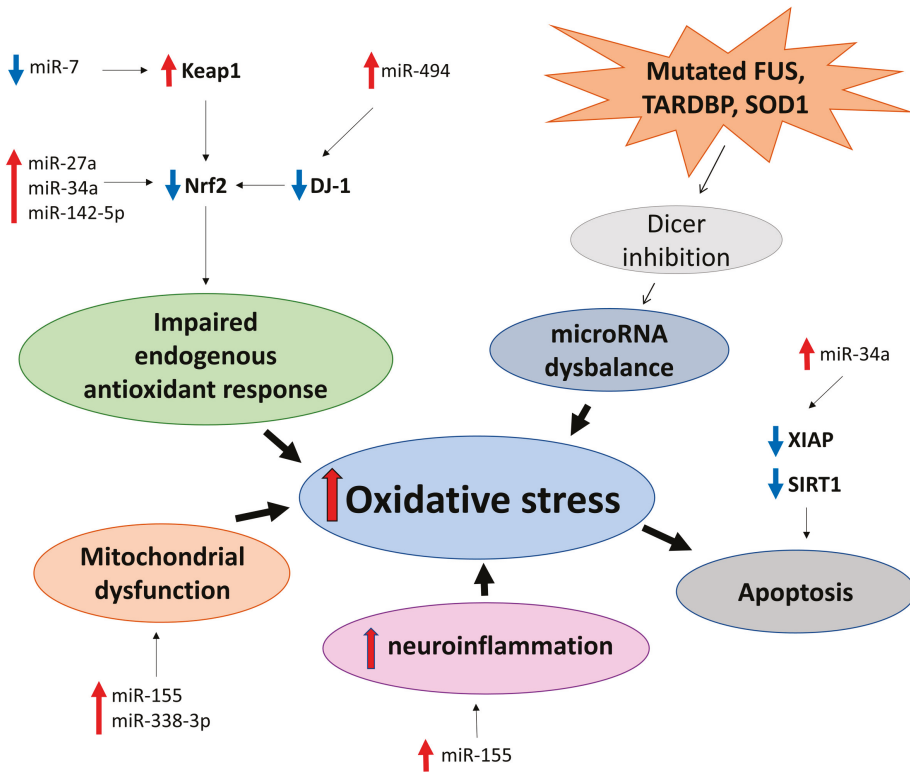 miR-7
Keap1
miR-494
Mutated FUS,
TARDBP, SOD1
miR-27a
miR-34a
miR-142-5p
Nrf2
DJ-1
Dicer
inhibition
Impaired
endogenous
antioxidant response
microRNA
dysbalance
miR-34a
XIAP
SIRT1
Oxidative stress
Mitochondrial
dysfunction
Apoptosis
neuroinflammation
miR-155
miR-338-3p
miR-155